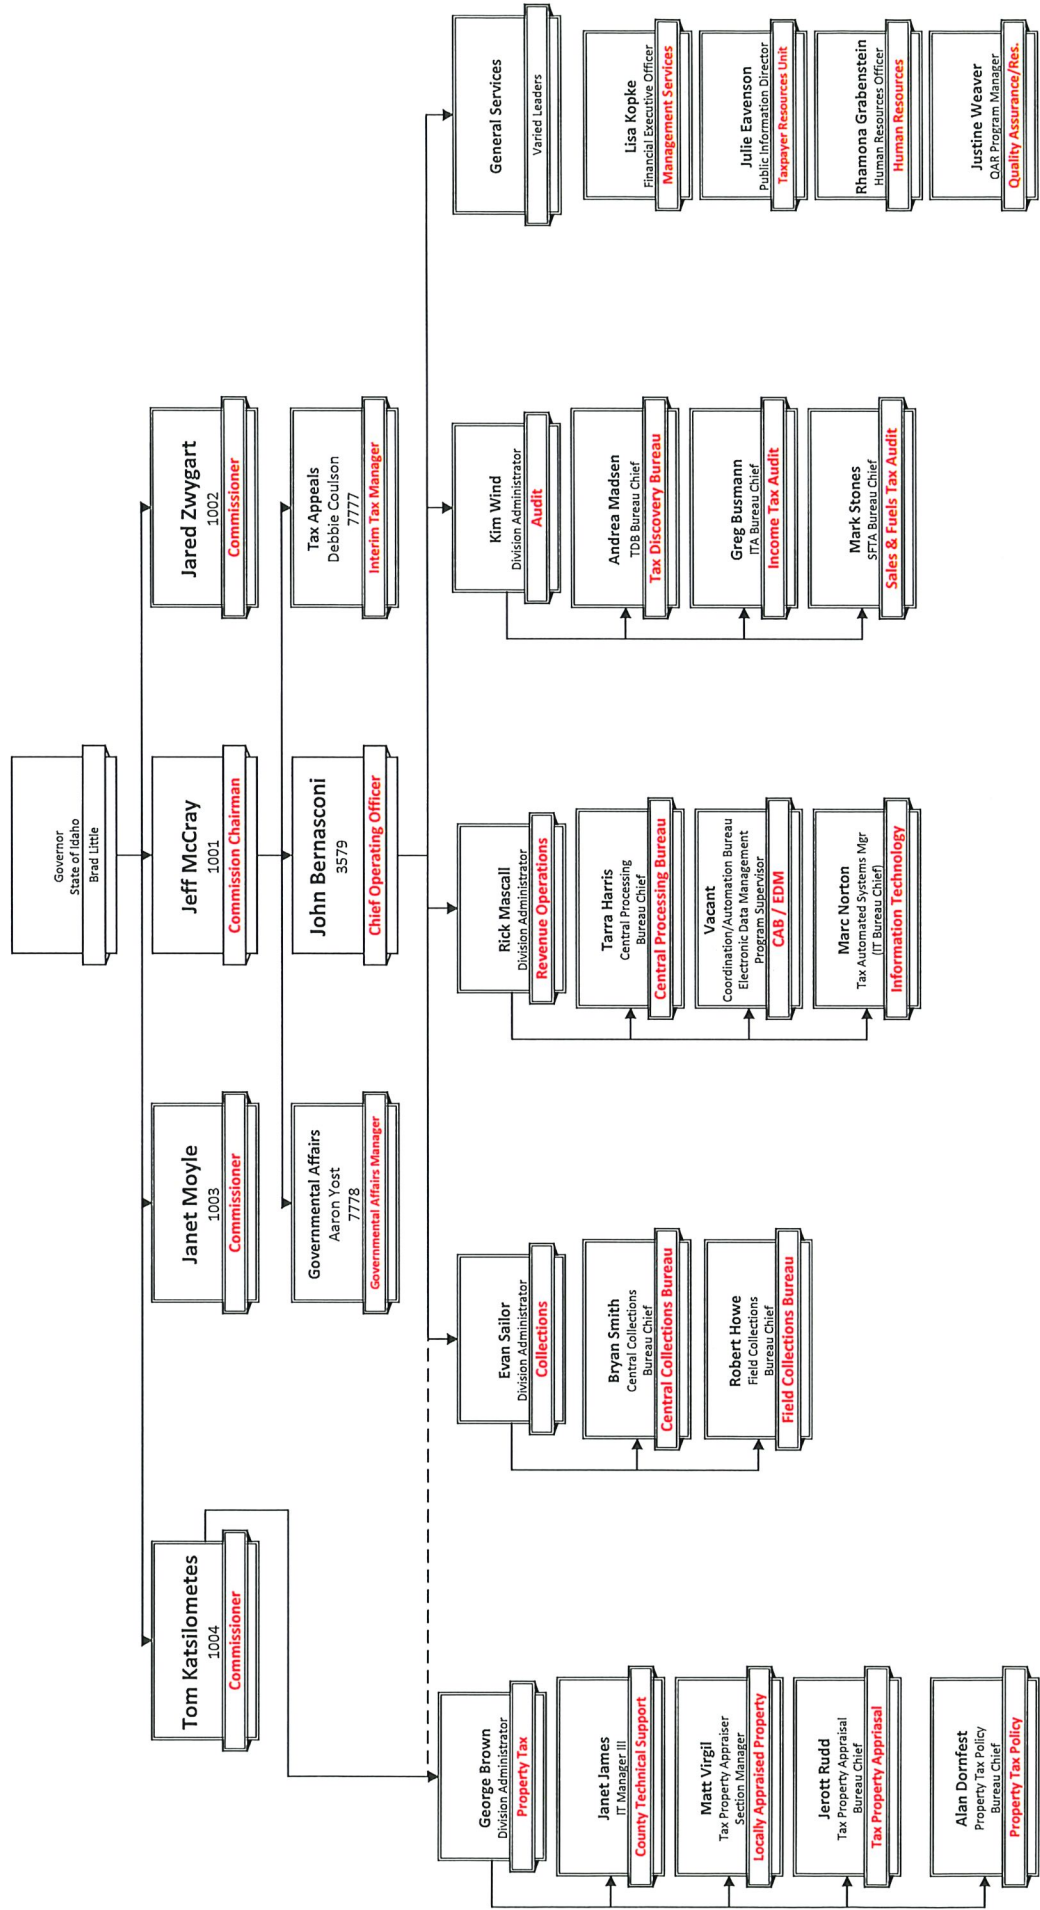 Governor
State of Idaho
Brad Little
Tom Katsilometes
1004
Commissioner
Janet Moyle
1003
Commissioner
Jeff McCray
1001
Commission Chairman
Jared Zwygart
1002
Commissioner
Governmental Affairs
Aaron Yost
7778
Governmental Affairs Manager
John Bernasconi
3579
Chief Operating Officer
Tax Appeals
Debbie Coulson
7777
Interim Tax Manager
George Brown
Division Administrator
Property Tax
Janet James
IT Manager III
County Technical Support
Matt Virgil
Tax Property Appraiser
Section Manager
Locally Appraised Property
Jerott Rudd
Tax Property Appraisal
Bureau Chief
Tax Property Appriasal
Alan Dornfest
Property Tax Policy
Bureau Chief
Property Tax Policy
Evan Sailor
Division Administrator
Collections
Bryan Smith
Central Collections
Bureau Chief
Central Collections Bureau
Robert Howe
Field Collections
Bureau Chief
Field Collections Bureau
Rick Mascall
Division Administrator
Revenue Operations
Tarra Harris
Central Processing
Bureau Chief
Central Processing Bureau
Vacant
Coordination/Automation Bureau
Electronic Data Management
Program Supervisor
CAB / EDM
Marc Norton
Tax Automated Systems Mgr
(IT Bureau Chief)
Information Technology
Kim Wind
Division Administrator
Audit
Andrea Madsen
TDB Bureau Chief
Tax Discovery Bureau
Greg Busmann
ITA Bureau Chief
Income Tax Audit
Mark Stones
SFTA Bureau Chief
Sales & Fuels Tax Audit
General Services
Varied Leaders
Lisa Kopke
Financial Executive Officer
Management Services
Julie Eavenson
Public Information Director
Taxpayer Resources Unit
Rhamona Grabenstein
Human Resources Officer
Human Resources
Justine Weaver
QAR Program Manager
Quality Assurance/Res.